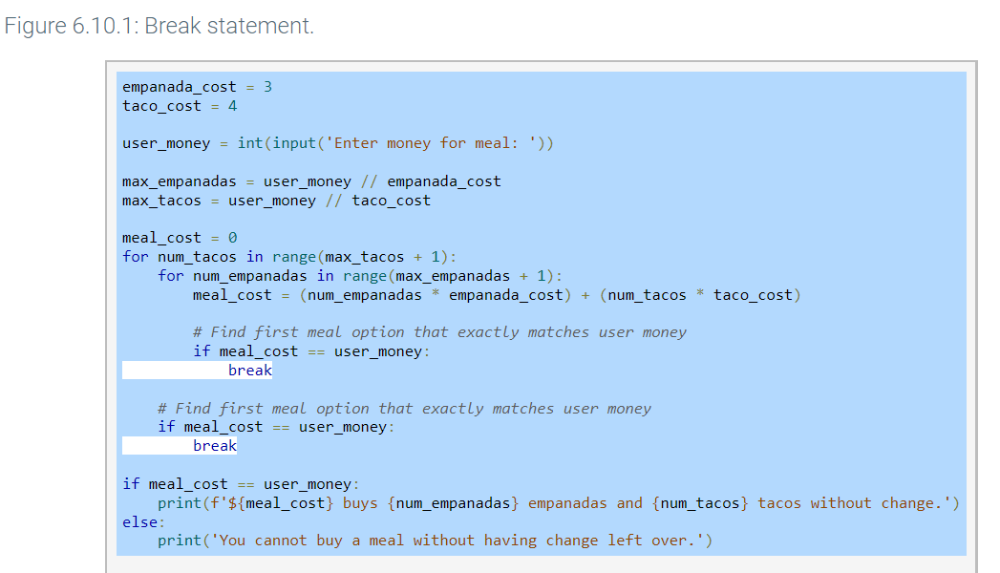 Figure 6.10.1: Break statement.
empanada_cost = 3
taco_cost = 4
user_money = int(input('Enter money for meal: '))
max_empanadas = user_money // empanada_cost
max_tacos = user_money // taco_cost
meal_cost = 0
for num_tacos in range(max_tacos + 1):
    for num_empanadas in range(max_empanadas + 1):
        meal_cost = (num_empanadas * empanada_cost) + (num_tacos * taco_cost)
        # Find first meal option that exactly matches user money
        if meal_cost == user_money:
            break
    # Find first meal option that exactly matches user money
    if meal_cost == user_money:
        break
if meal_cost == user_money:
    print(f'${meal_cost} buys {num_empanadas} empanadas and {num_tacos} tacos without change.')
else:
    print('You cannot buy a meal without having change left over.')